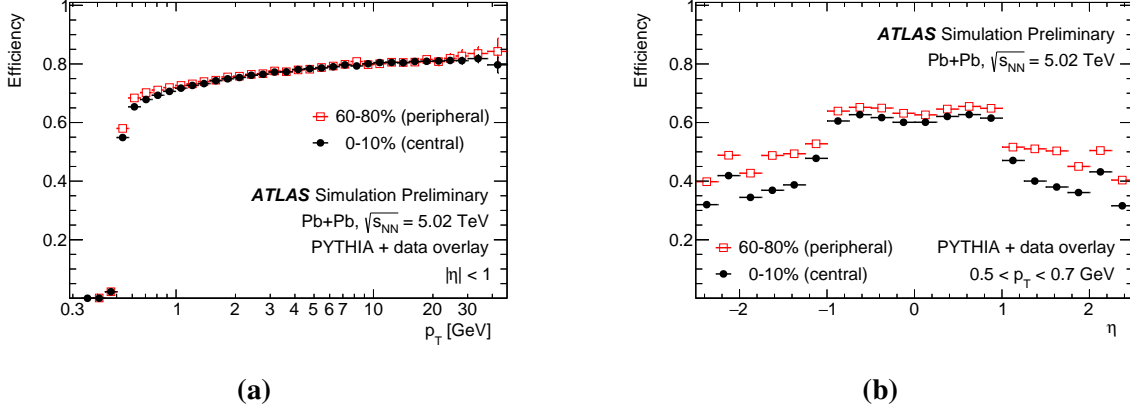 Efficiency
1
0.8
0.6
0.4
0.2
60-80% (peripheral)
0-10% (central)
ATLAS Simulation Preliminary
Pb+Pb, √sNN = 5.02 TeV
PYTHIA + data overlay
|η| < 1
0.3 1 2 3 4 5 6 7 10 20 30
pT [GeV]
(a)
Efficiency
1
0.8
0.6
0.4
0.2
ATLAS Simulation Preliminary
Pb+Pb, √sNN = 5.02 TeV
60-80% (peripheral)
0-10% (central)
PYTHIA + data overlay
0.5 < pT < 0.7 GeV
−2 −1 0 1 2
η
(b)